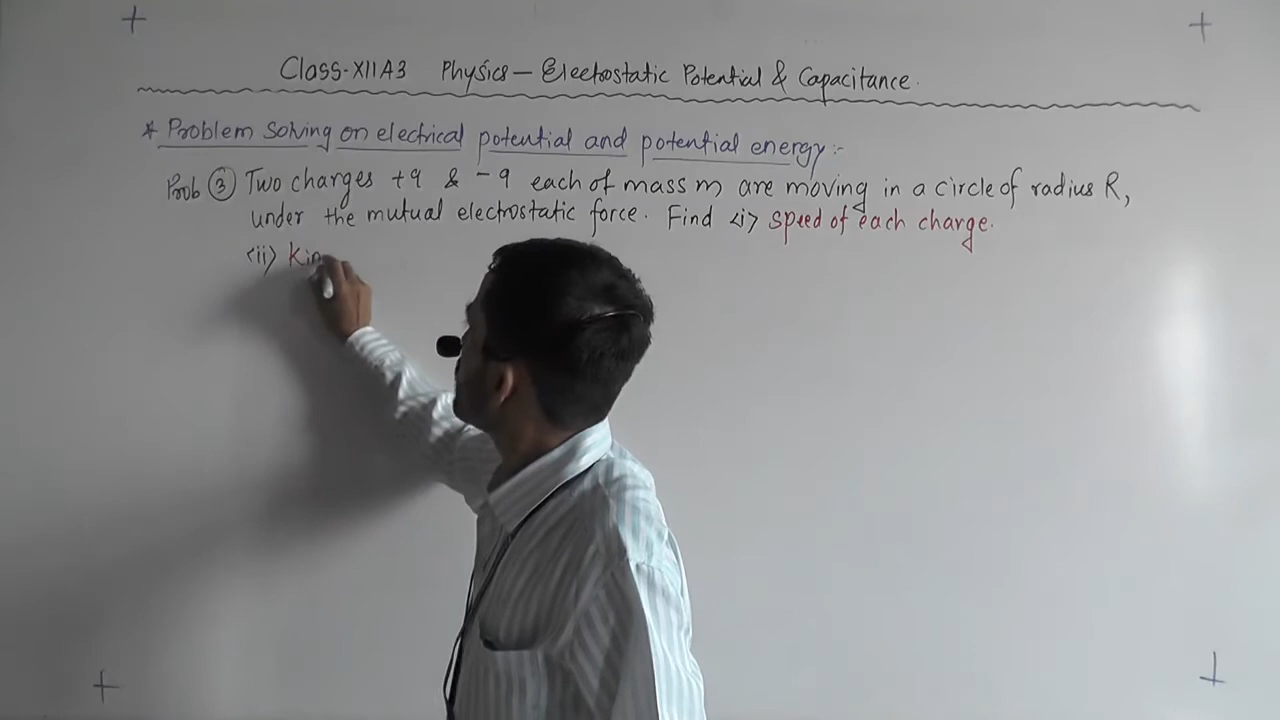 Class-XII A3 Physics — Electrostatic Potential & Capacitance.
* Problem solving on electrical potential and potential energy:-
Prob ③ Two charges +q & -q each of mass m are moving in a circle of radius R,
under the mutual electrostatic force. Find <i> speed of each charge.
<ii> Kin